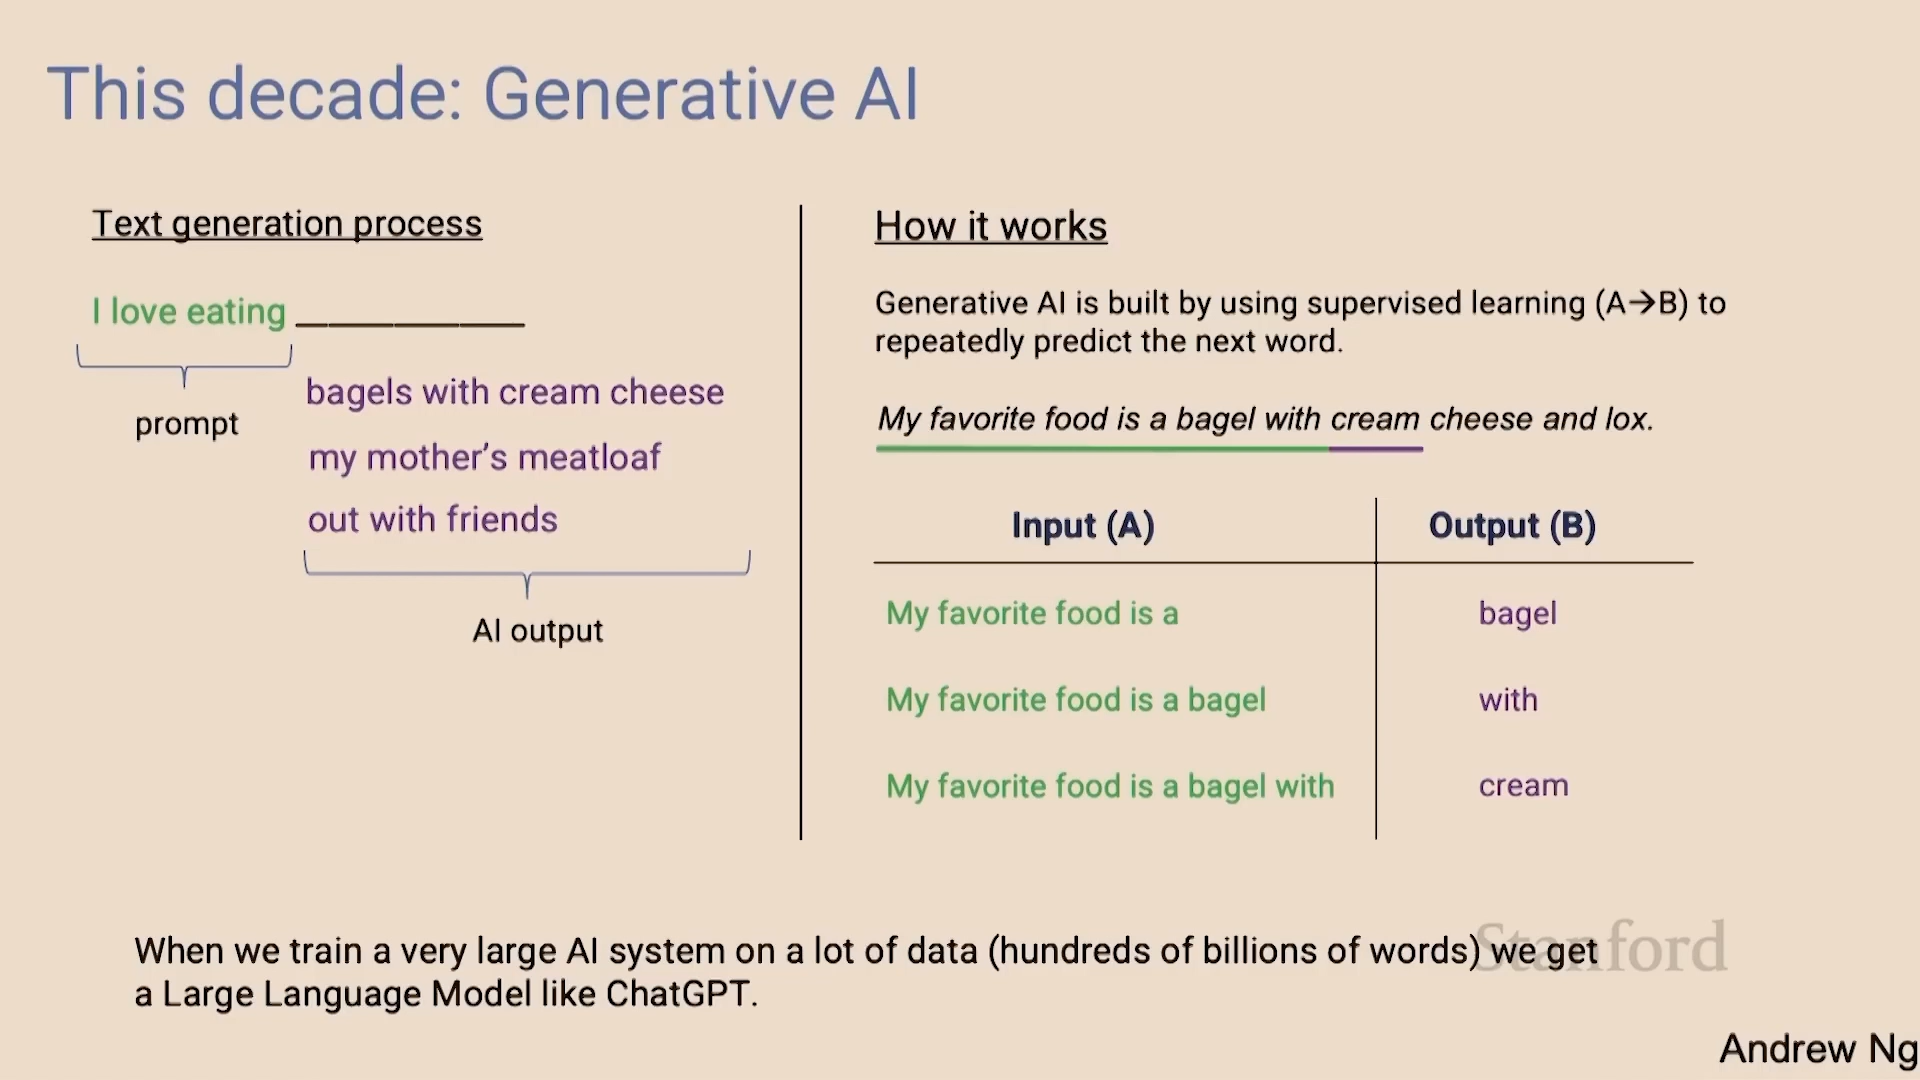 This decade: Generative AI
Text generation process
I love eating ____________
prompt
bagels with cream cheese
my mother’s meatloaf
out with friends
AI output
How it works
Generative AI is built by using supervised learning (A→B) to
repeatedly predict the next word.
My favorite food is a bagel with cream cheese and lox.
Input (A) Output (B)
My favorite food is a bagel
My favorite food is a bagel with
My favorite food is a bagel with cream
When we train a very large AI system on a lot of data (hundreds of billions of words) we get
a Large Language Model like ChatGPT.
Stanford
Andrew Ng